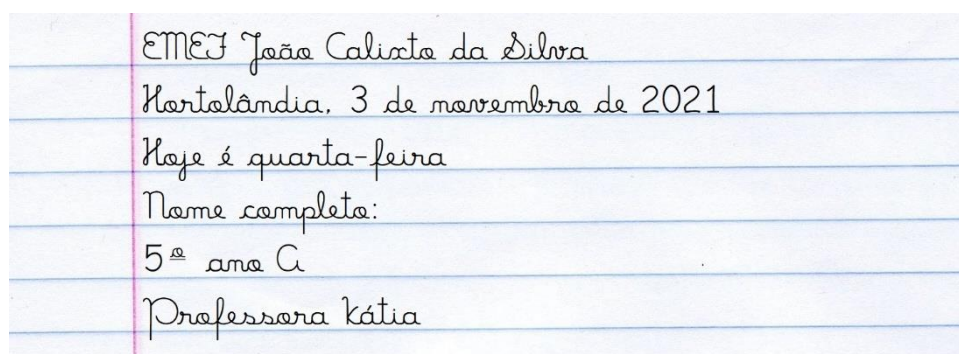 EMEF João Calixto da Silva
Hortolândia, 3 de novembro de 2021
Hoje é quarta-feira
Nome completo:
5º ano A
Professora Kátia